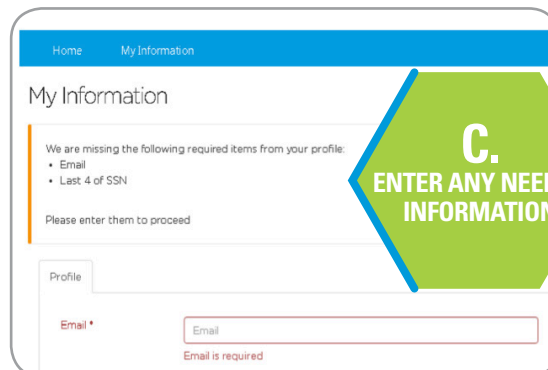 Home My Information
My Information
We are missing the following required items from your profile:
• Email
• Last 4 of SSN
Please enter them to proceed
C.
ENTER ANY
INFORMATION
Profile
Email *
Email
Email is required